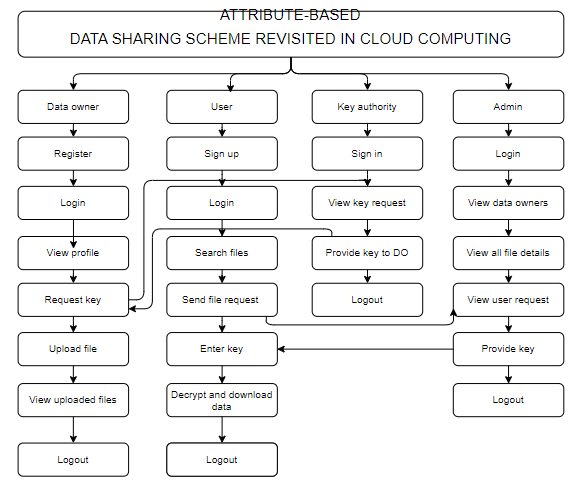 ATTRIBUTE-BASED
DATA SHARING SCHEME REVISITED IN CLOUD COMPUTING
Data owner
Register
Login
View profile
Request key
Upload file
View uploaded files
Logout
User
Sign up
Login
Search files
Send file request
Enter key
Decrypt and download
data
Logout
Key authority
Sign in
View key request
Provide key to DO
Logout
Admin
Login
View data owners
View all file details
View user request
Provide key
Logout